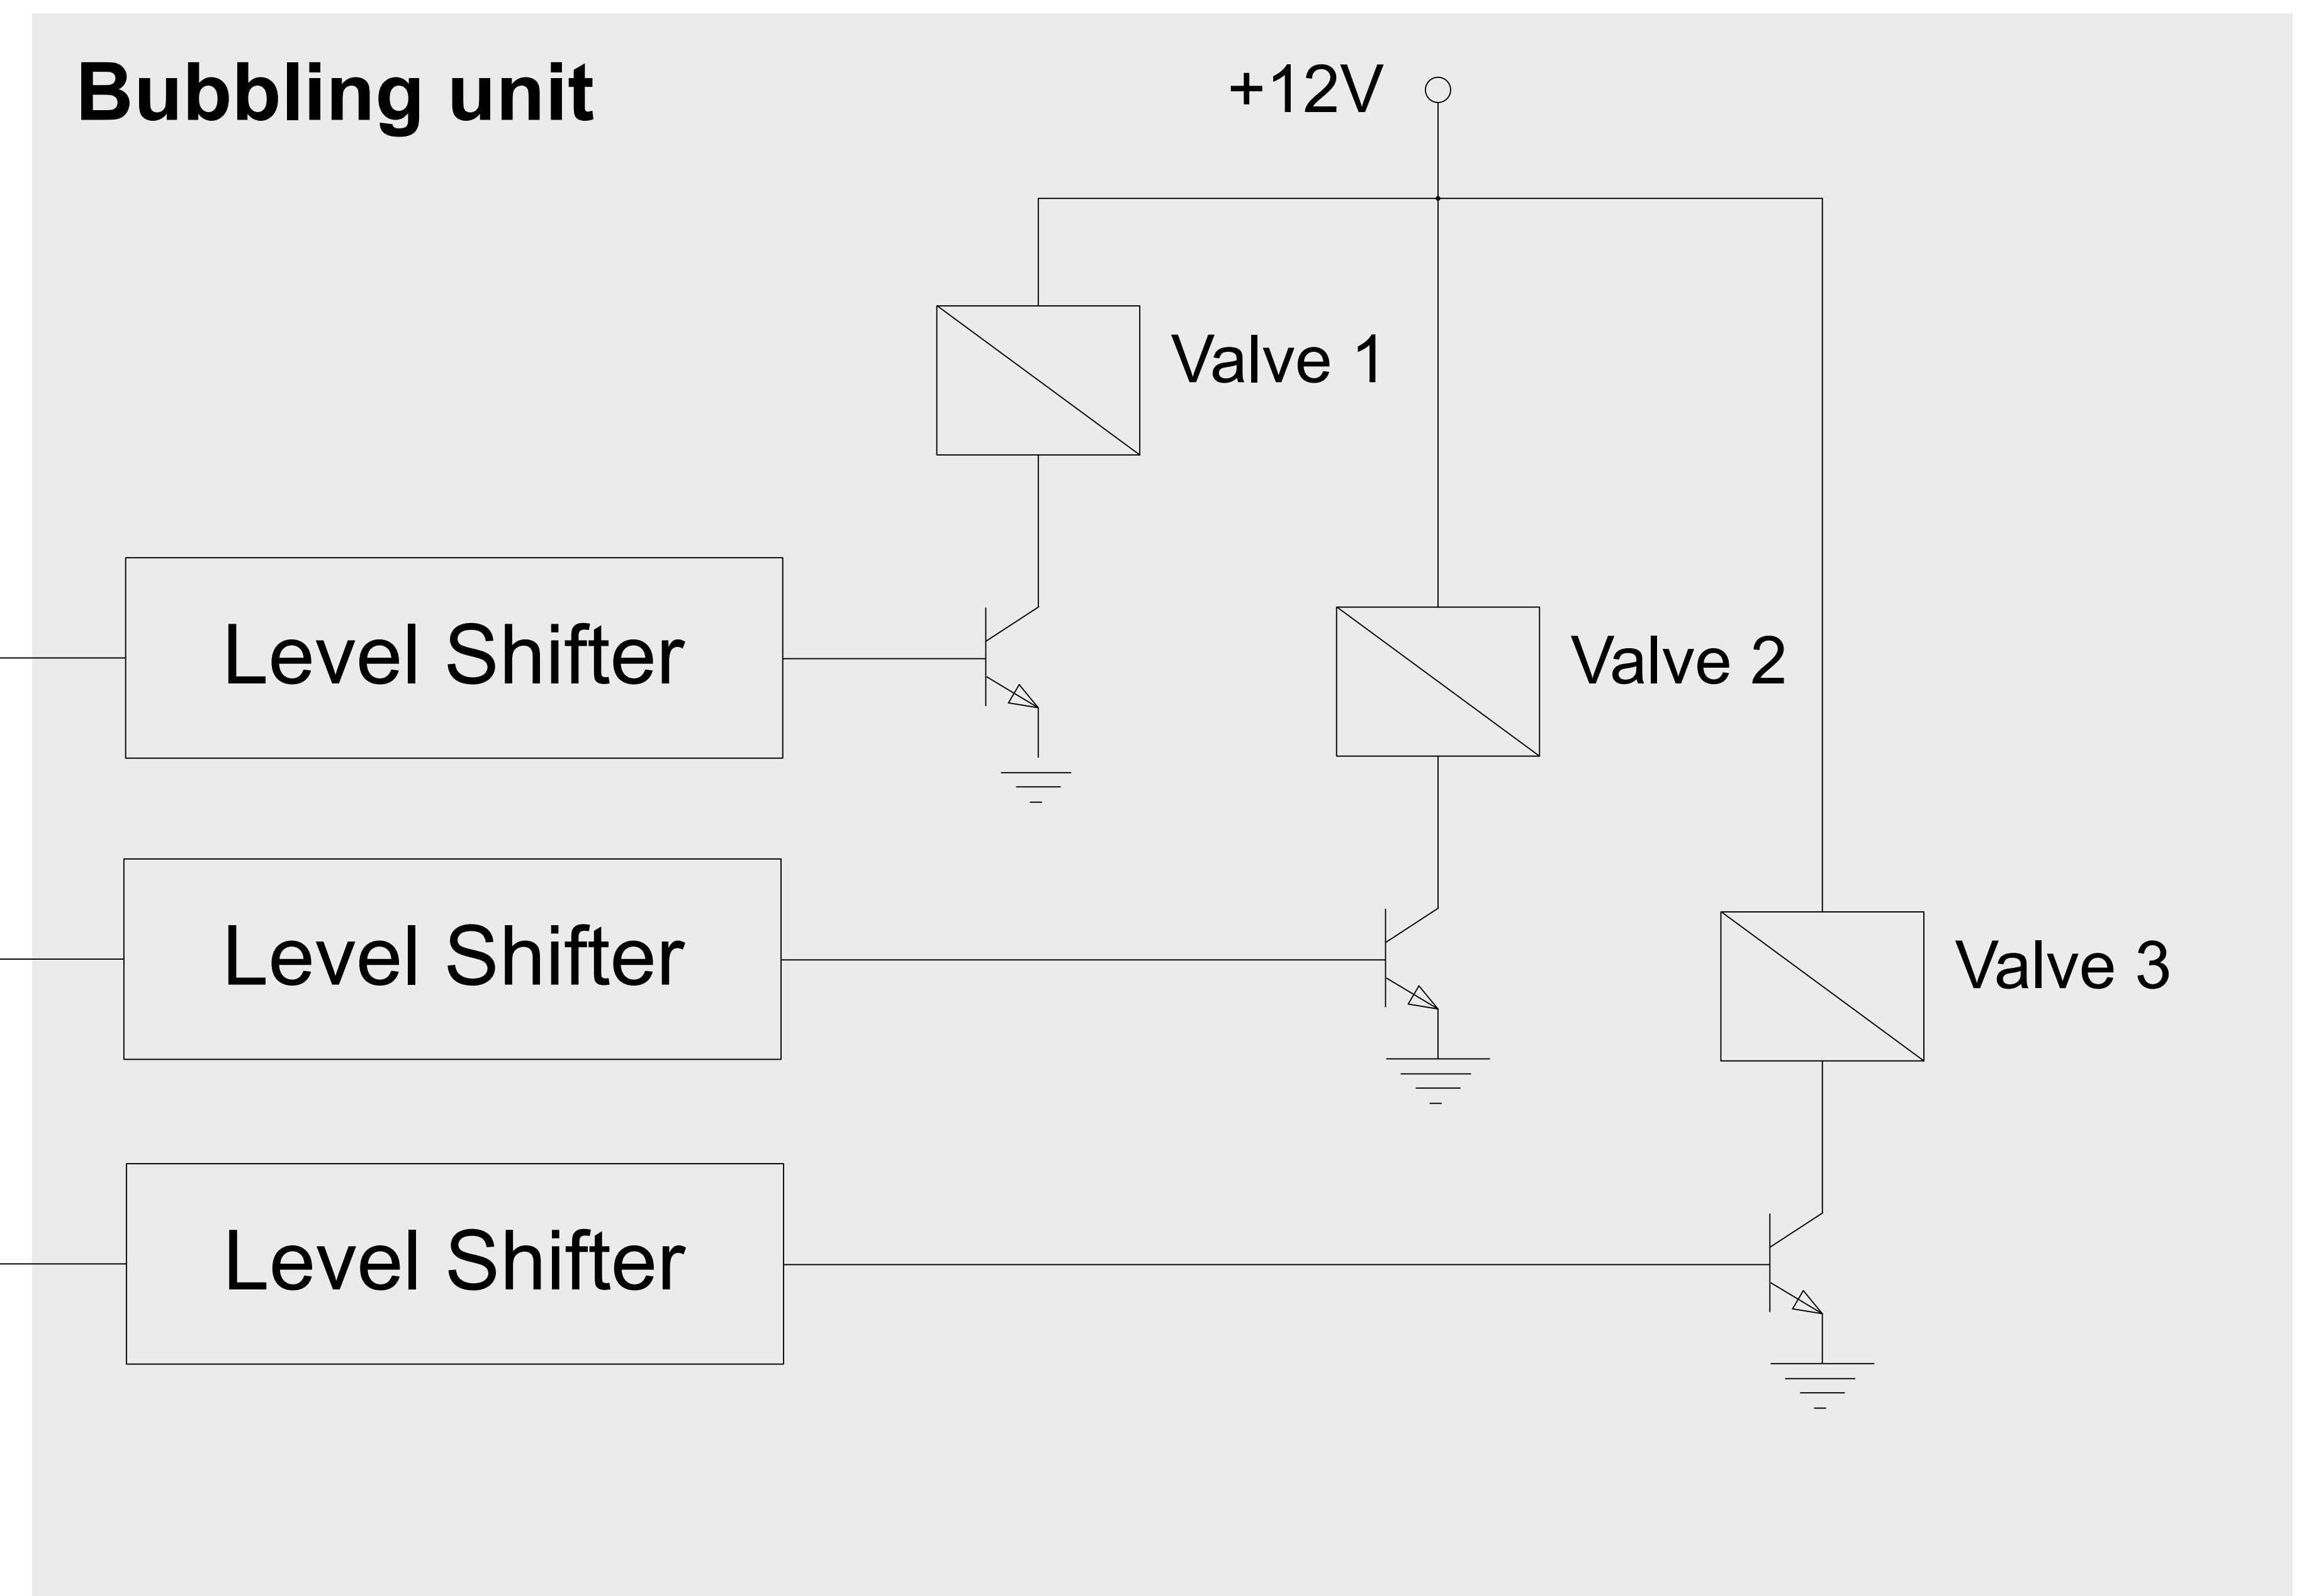 Bubbling unit
+12V
Valve 1
Level Shifter
Valve 2
Level Shifter
Valve 3
Level Shifter